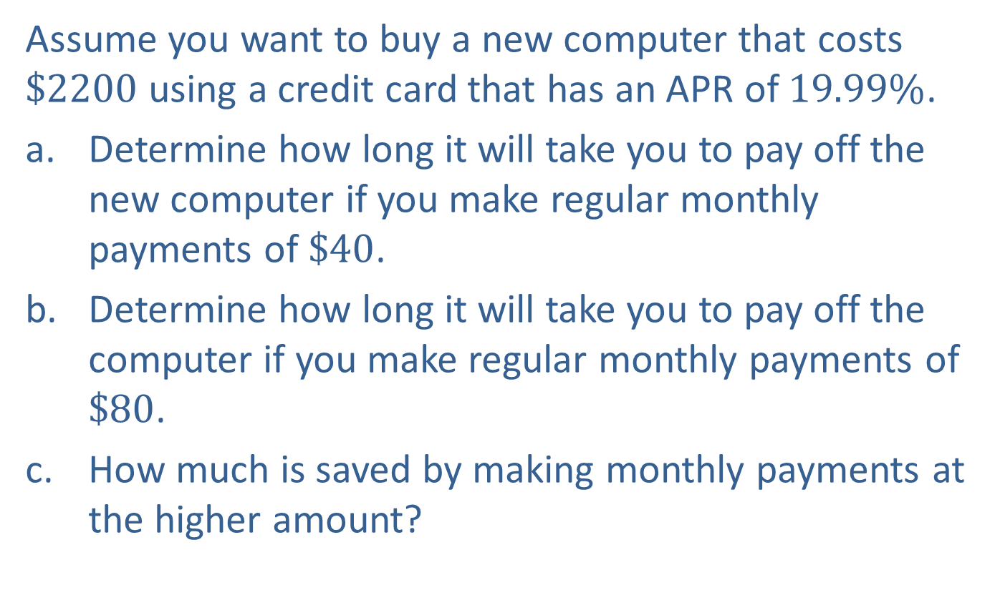 Assume you want to buy a new computer that costs
$2200 using a credit card that has an APR of 19.99%.
a. Determine how long it will take you to pay off the
new computer if you make regular monthly
payments of $40.
b. Determine how long it will take you to pay off the
computer if you make regular monthly payments of
$80.
c. How much is saved by making monthly payments at
the higher amount?